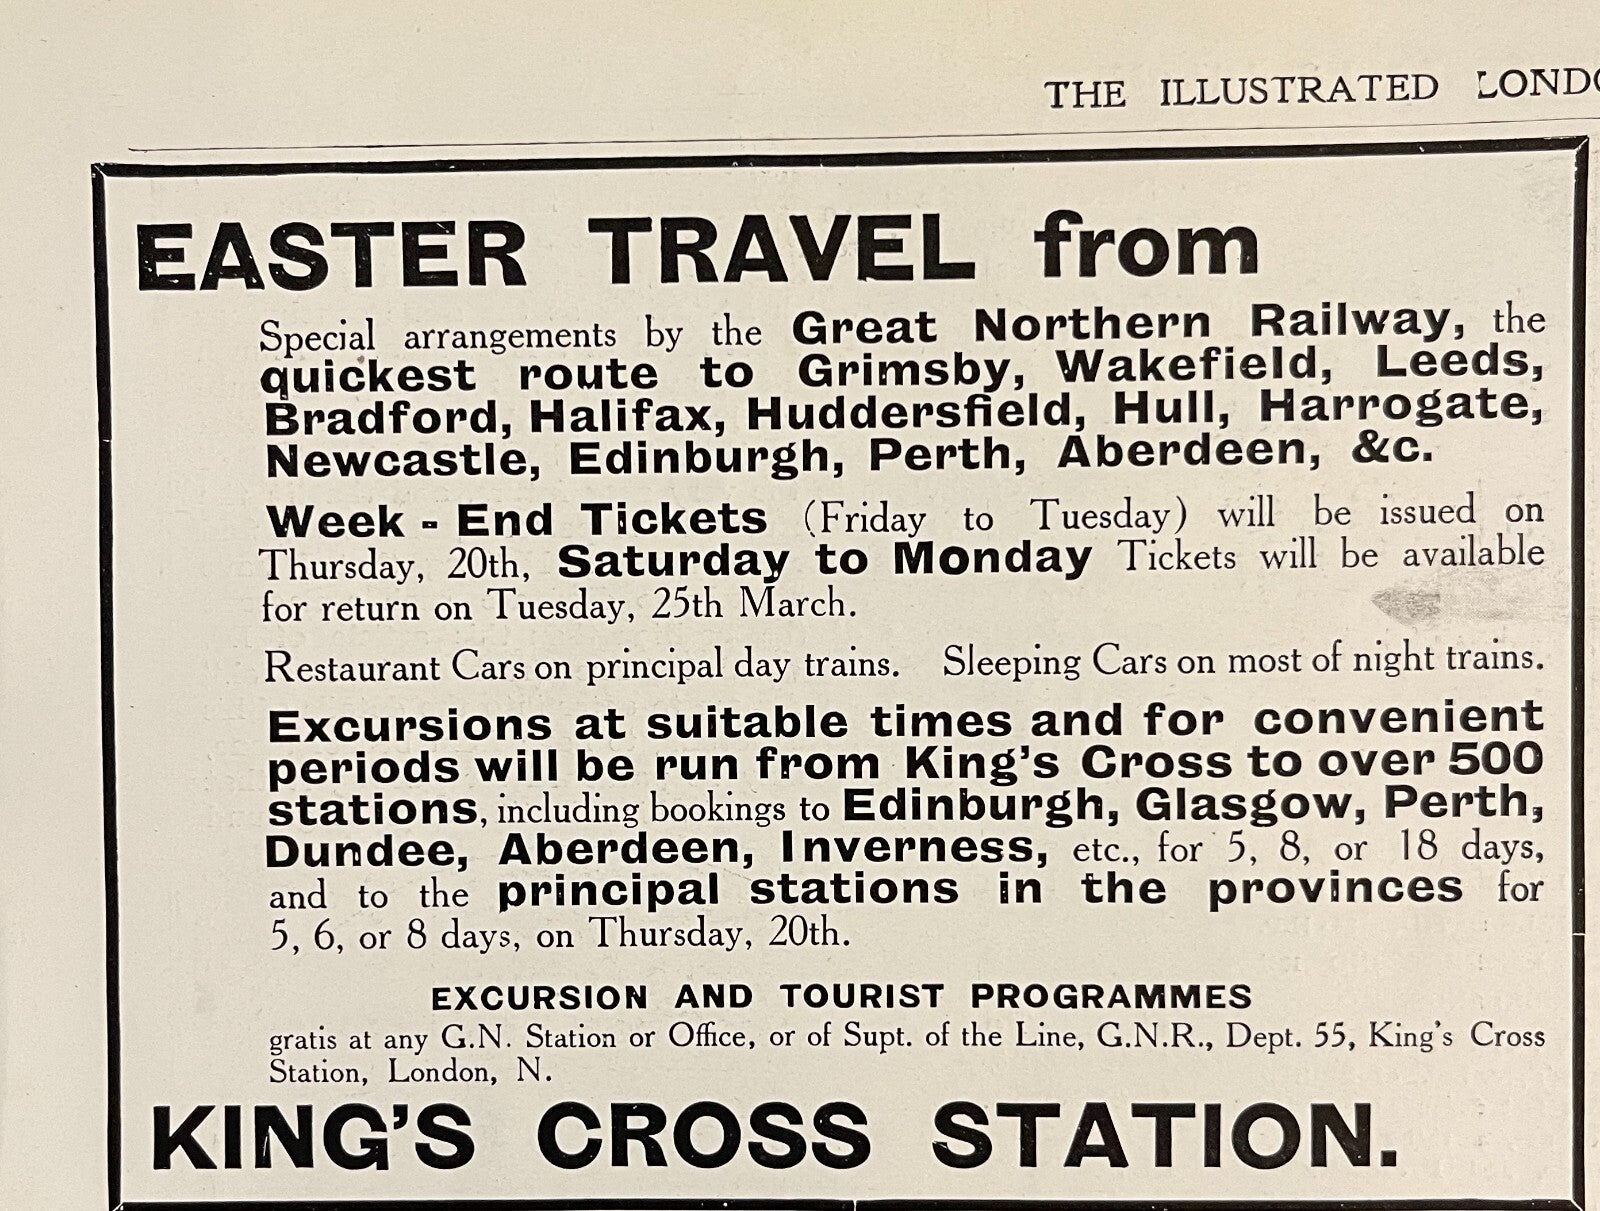 THE ILLUSTRATED LONDO
EASTER TRAVEL from
Special arrangements by the Great Northern Railway, the
quickest route to Grimsby, Wakefield, Leeds,
Bradford, Halifax, Huddersfield, Hull, Harrogate,
Newcastle, Edinburgh, Perth, Aberdeen, &c.
Week - End Tickets (Friday to Tuesday) will be issued on
Thursday, 20th, Saturday to Monday Tickets will be available
for return on Tuesday, 25th March.
Restaurant Cars on principal day trains. Sleeping Cars on most of night trains.
Excursions at suitable times and for convenient
periods will be run from King's Cross to over 500
stations, including bookings to Edinburgh, Glasgow, Perth,
Dundee, Aberdeen, Inverness, etc., for 5, 8, or 18 days,
and to the principal stations in the provinces for
5, 6, or 8 days, on Thursday, 20th.
EXCURSION AND TOURIST PROGRAMMES
gratis at any G.N. Station or Office, or of Supt. of the Line, G.N.R., Dept. 55, King's Cross
Station, London, N.
KING'S CROSS STATION.